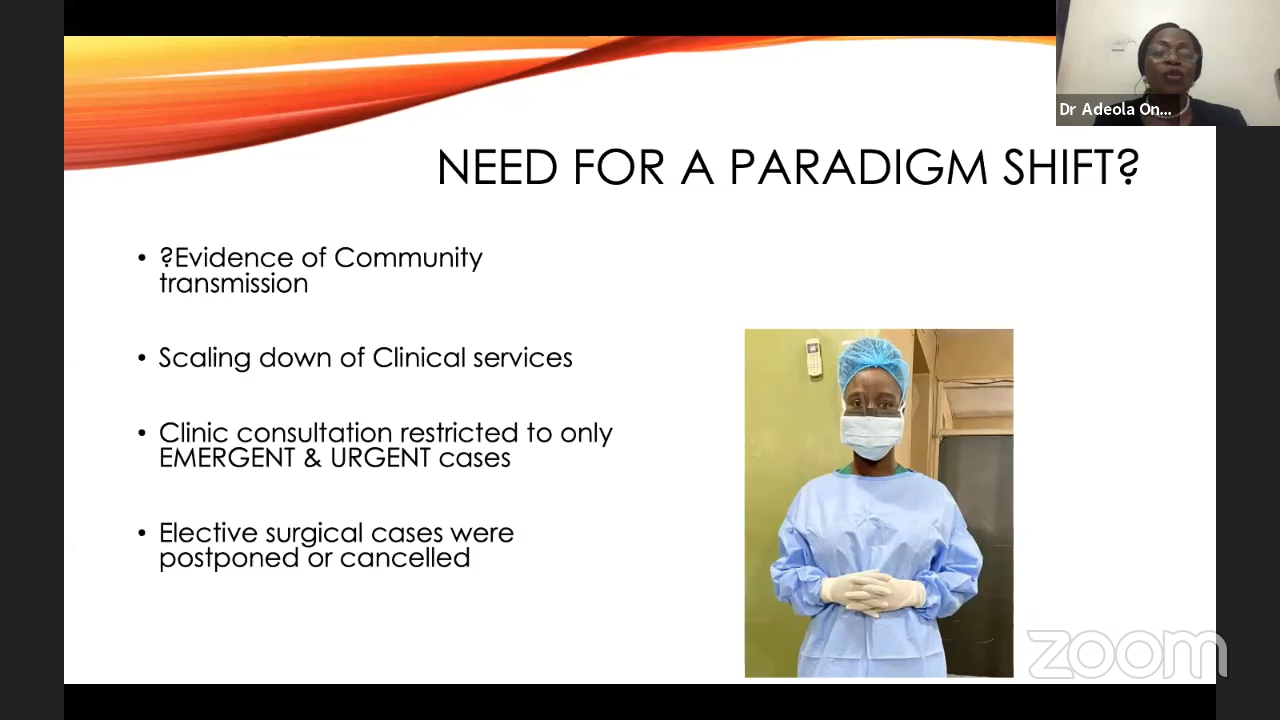 Dr Adeola On...
NEED FOR A PARADIGM SHIFT?
• ?Evidence of Community
transmission
• Scaling down of Clinical services
• Clinic consultation restricted to only
EMERGENT & URGENT cases
• Elective surgical cases were
postponed or cancelled
zoom